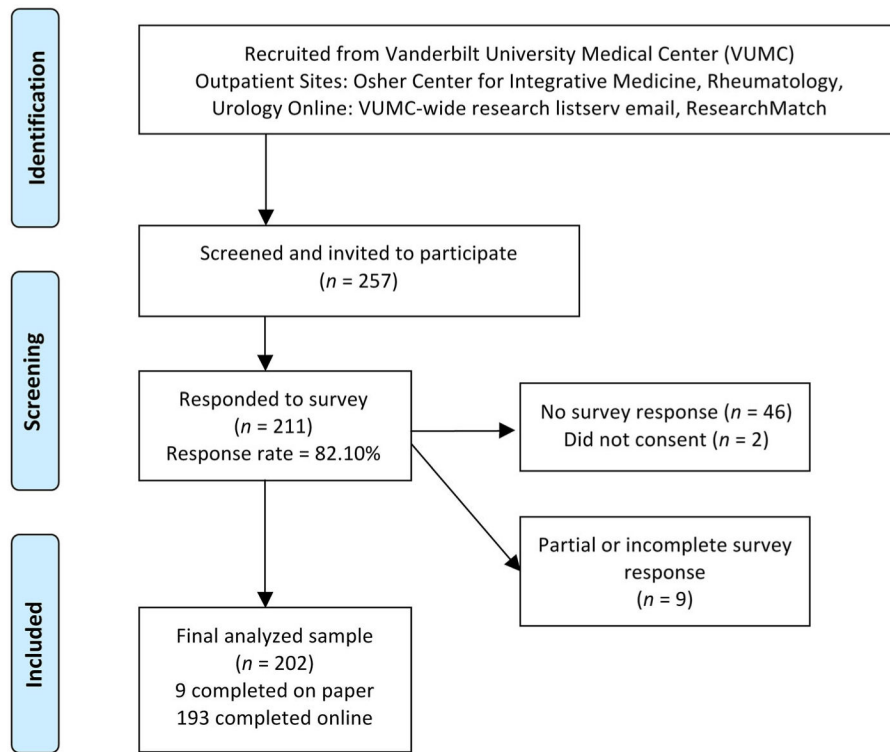 Identification
Recruited from Vanderbilt University Medical Center (VUMC)
Outpatient Sites: Osher Center for Integrative Medicine, Rheumatology,
Urology Online: VUMC-wide research listserv email, ResearchMatch
Screening
Screened and invited to participate
(n = 257)
Responded to survey
(n = 211)
Response rate = 82.10%
No survey response (n = 46)
Did not consent (n = 2)
Partial or incomplete survey
response
(n = 9)
Included
Final analyzed sample
(n = 202)
9 completed on paper
193 completed online